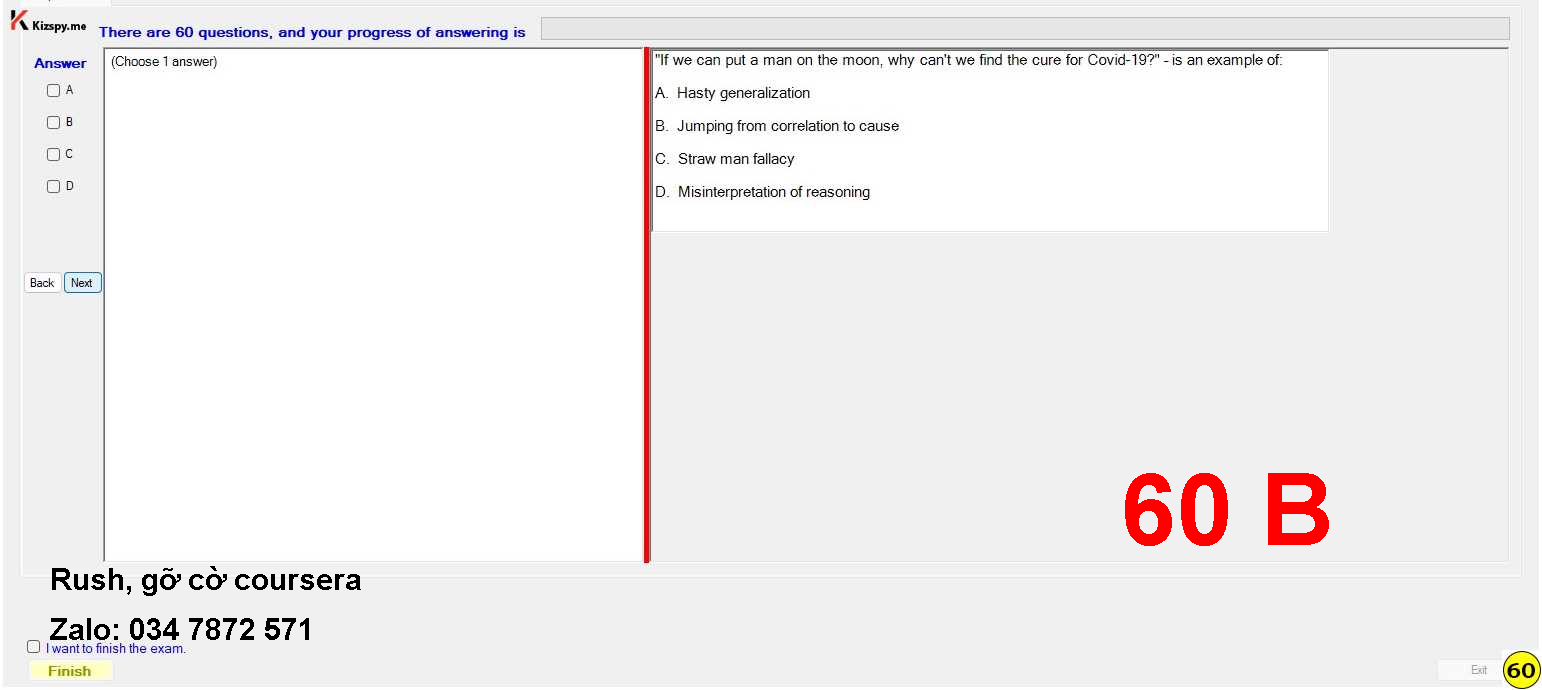 Kizspy.me
There are 60 questions, and your progress of answering is
Answer
A
B
C
D
Back Next
(Choose 1 answer)
"If we can put a man on the moon, why can't we find the cure for Covid-19?" - is an example of:
A. Hasty generalization
B. Jumping from correlation to cause
C. Straw man fallacy
D. Misinterpretation of reasoning
60 B
Rush, gỡ cờ coursera
Zalo: 034 7872 571
I want to finish the exam.
Finish
Exit
60